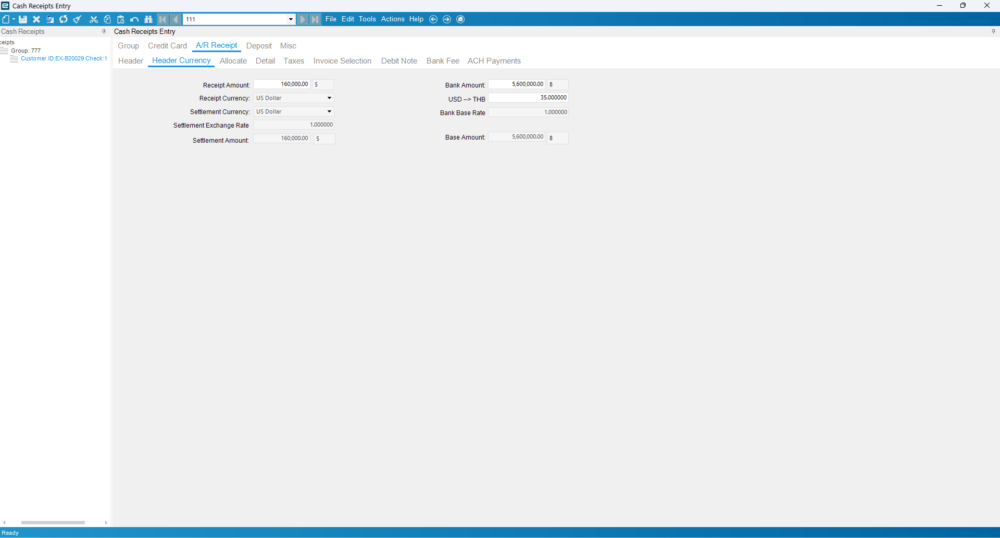 Cash Receipts Entry
111
File Edit Tools Actions Help
Cash Receipts
Cash Receipts Entry
ceipts
Group: 777
Customer ID:EX-B20029 Check:1
Group Credit Card A/R Receipt Deposit Misc
Header Header Currency Allocate Detail Taxes Invoice Selection Debit Note Bank Fee ACH Payments
Receipt Amount: 160,000.00 $
Bank Amount: 5,600,000.00 ฿
Receipt Currency: US Dollar
USD --> THB 35.000000
Settlement Currency: US Dollar
Bank Base Rate 1.000000
Settlement Exchange Rate 1.000000
Settlement Amount: 160,000.00 $
Base Amount: 5,600,000.00 ฿
Ready